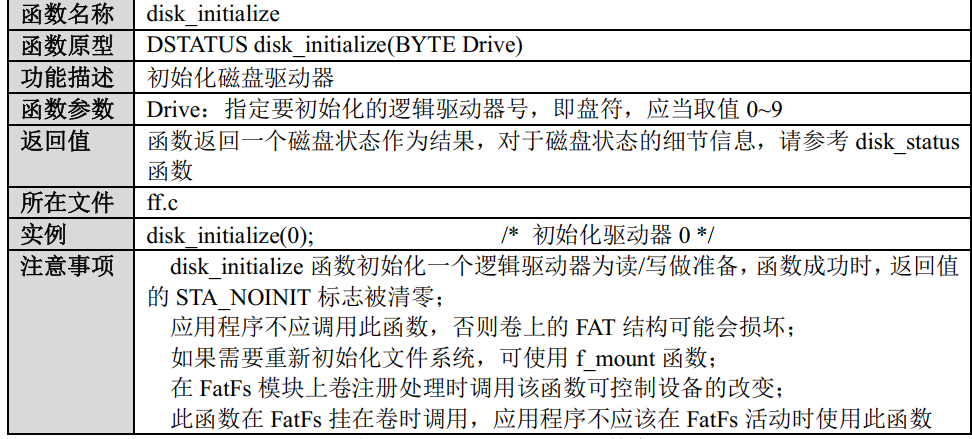 函数名称 disk_initialize
函数原型 DSTATUS disk_initialize(BYTE Drive)
功能描述 初始化磁盘驱动器
函数参数 Drive：指定要初始化的逻辑驱动器号，即盘符，应当取值 0~9
返回值 函数返回一个磁盘状态作为结果，对于磁盘状态的细节信息，请参考 disk_status
函数
所在文件 ff.c
实例 disk_initialize(0); /* 初始化驱动器 0 */
注意事项 disk_initialize 函数初始化一个逻辑驱动器为读/写做准备，函数成功时，返回值
的 STA_NOINIT 标志被清零；
应用程序不应调用此函数，否则卷上的 FAT 结构可能会损坏；
如果需要重新初始化文件系统，可使用 f_mount 函数；
在 FatFs 模块上卷注册处理时调用该函数可控制设备的改变；
此函数在 FatFs 挂在卷时调用，应用程序不应该在 FatFs 活动时使用此函数